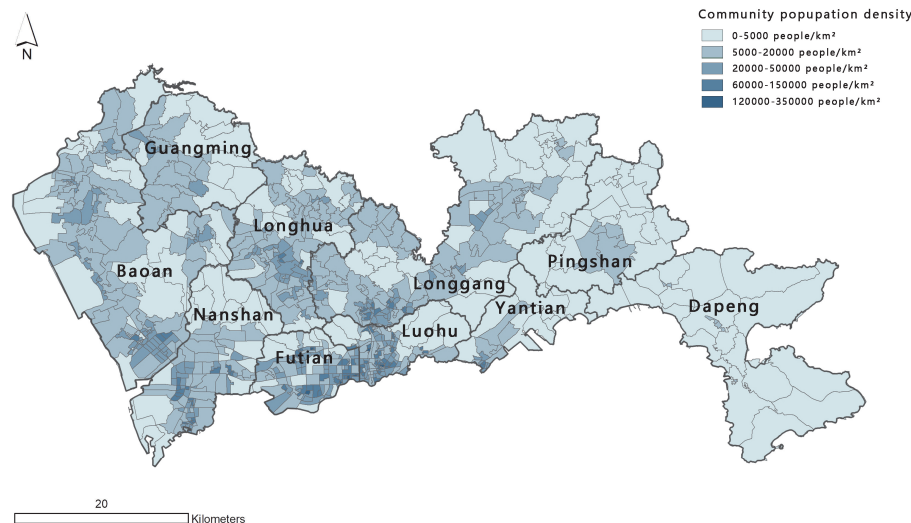 Community popupation density
0-5000 people/km²
5000-20000 people/km²
20000-50000 people/km²
60000-150000 people/km²
120000-350000 people/km²
N
Guangming
Longhua
Baoan
Pingshan
Longgang
Dapeng
Yantian
Nanshan
Luohu
Futian
20
Kilometers